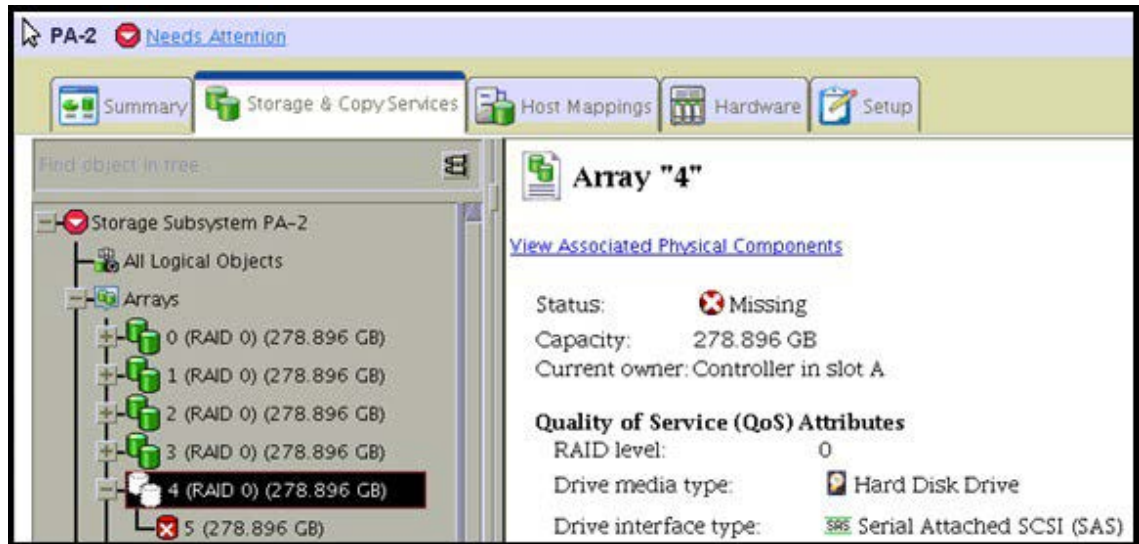 PA-2 Needs Attention
Summary Storage & Copy Services Host Mappings Hardware Setup
Find object in tree
Storage Subsystem PA-2
All Logical Objects
Arrays
0 (RAID 0) (278.896 GB)
1 (RAID 0) (278.896 GB)
2 (RAID 0) (278.896 GB)
3 (RAID 0) (278.896 GB)
4 (RAID 0) (278.896 GB)
5 (278.896 GB)
Array "4"
View Associated Physical Components
Status: Missing
Capacity: 278.896 GB
Current owner: Controller in slot A
Quality of Service (QoS) Attributes
RAID level: 0
Drive media type: Hard Disk Drive
Drive interface type: SAS Serial Attached SCSI (SAS)